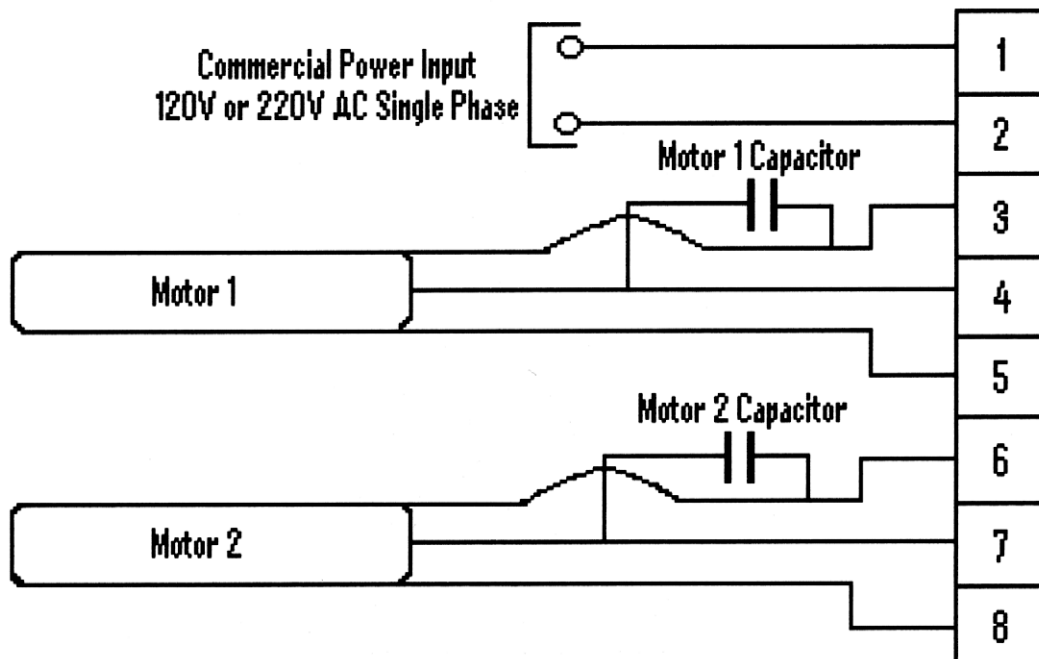 Commercial Power Input
120V or 220V AC Single Phase
1
2
Motor 1 Capacitor
3
Motor 1
4
5
Motor 2 Capacitor
6
Motor 2
7
8